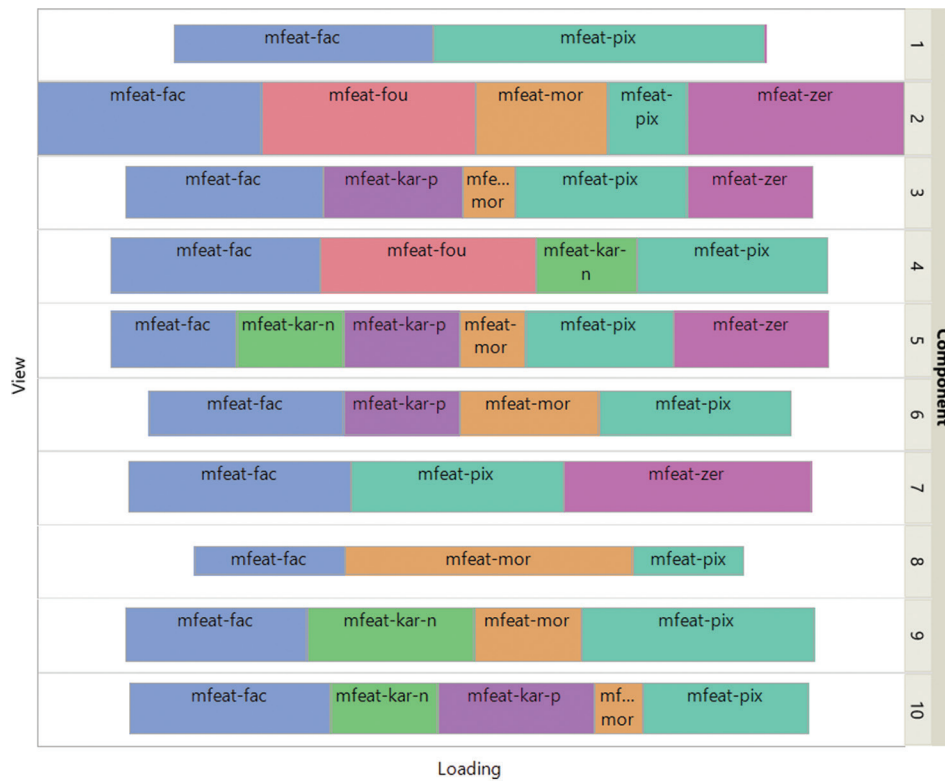 mfeat-fac mfeat-pix 1
mfeat-fac mfeat-fou mfeat-mor mfeat-
pix mfeat-zer 2
mfeat-fac mfeat-kar-p mfe...
mor mfeat-pix mfeat-zer 3
mfeat-fac mfeat-fou mfeat-kar-
n mfeat-pix 4
mfeat-fac mfeat-kar-n mfeat-kar-p mfeat-
mor mfeat-pix mfeat-zer 5
mfeat-fac mfeat-kar-p mfeat-mor mfeat-pix 6
mfeat-fac mfeat-pix mfeat-zer 7
mfeat-fac mfeat-mor mfeat-pix 8
mfeat-fac mfeat-kar-n mfeat-mor mfeat-pix 9
mfeat-fac mfeat-kar-n mfeat-kar-p mf...
mor mfeat-pix 10
View
Component
Loading